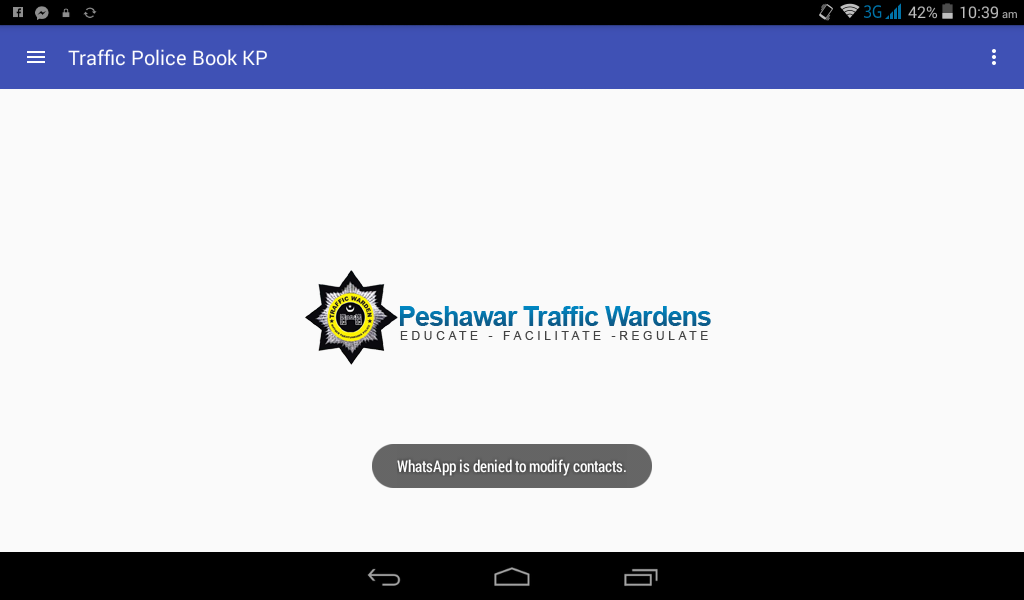 3G 42% 10:39 am
Traffic Police Book KP
TRAFFIC WARDEN
Peshawar Traffic Wardens
EDUCATE - FACILITATE -REGULATE
WhatsApp is denied to modify contacts.